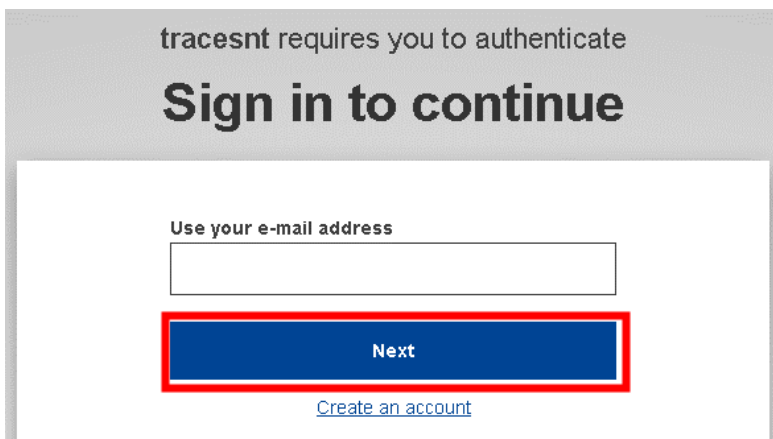 tracesnt requires you to authenticate
Sign in to continue
Use your e-mail address
Next
Create an account